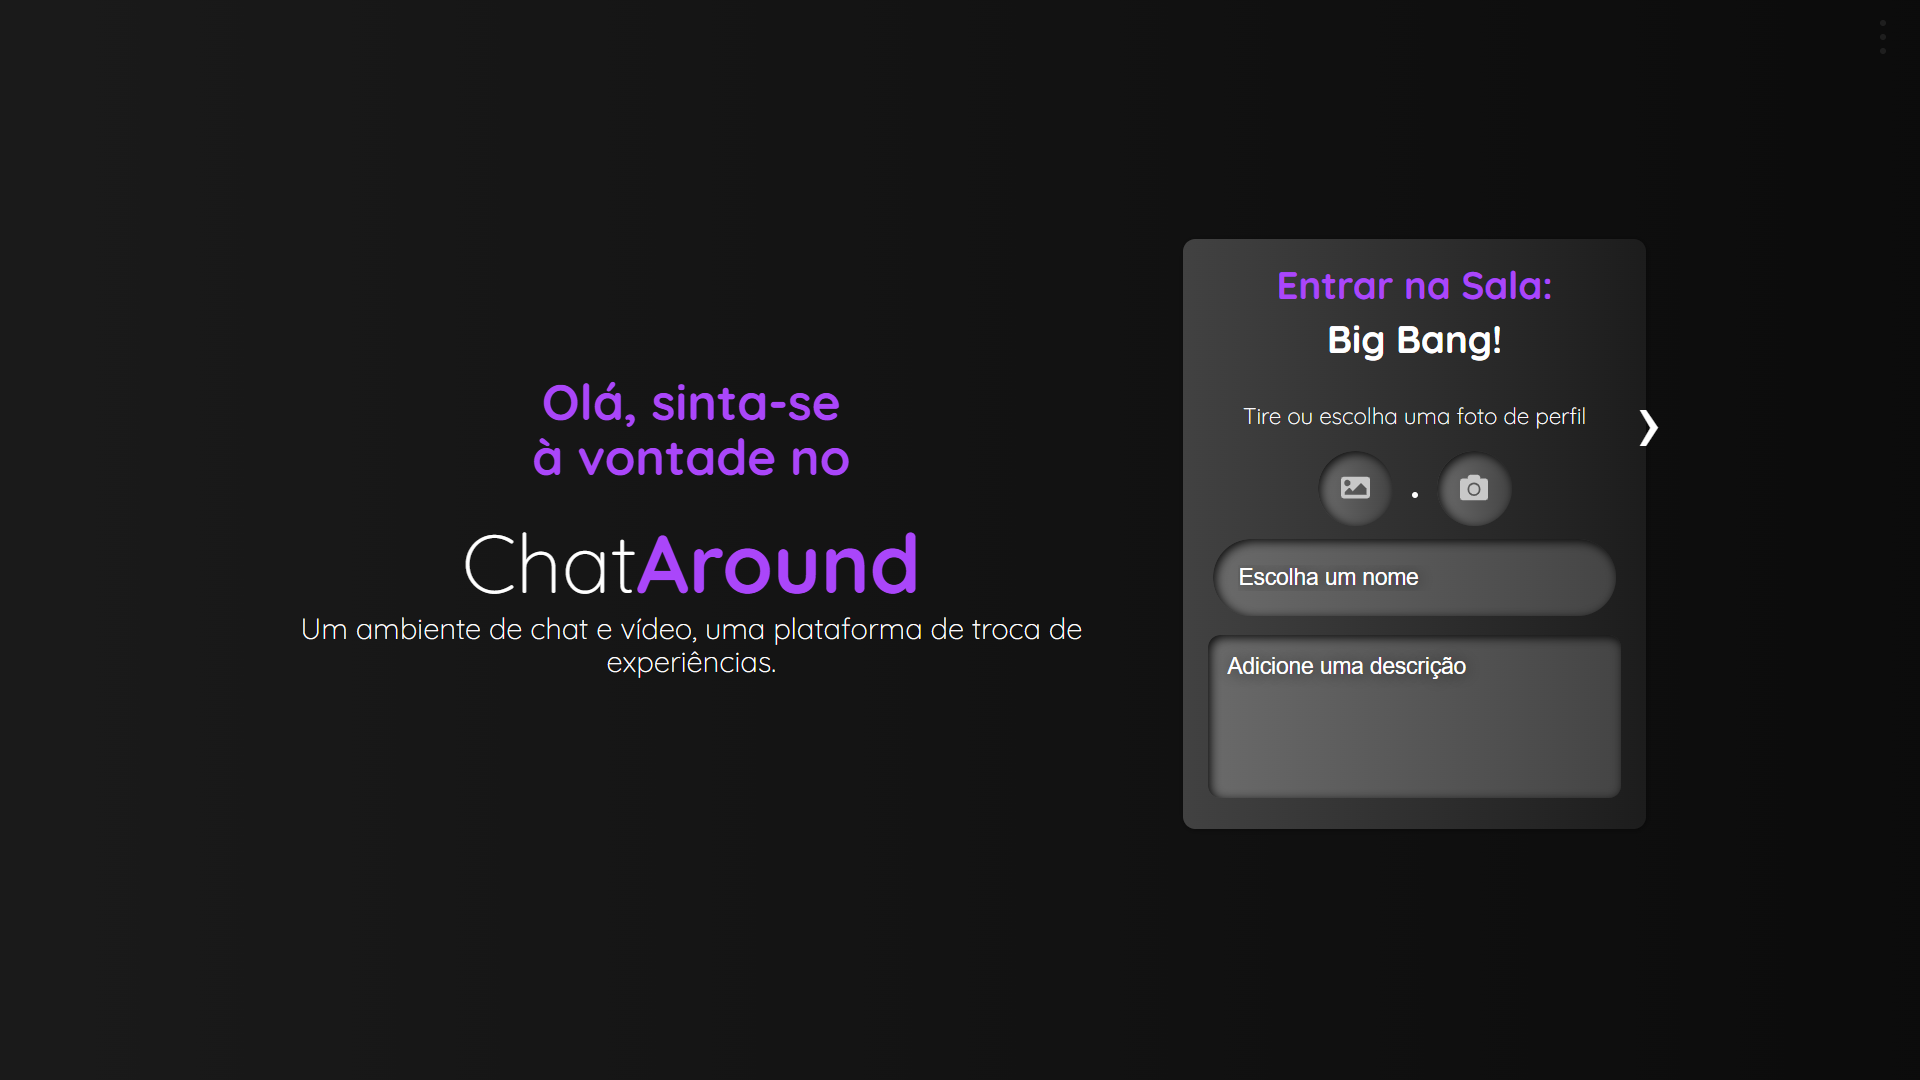 Olá, sinta-se
à vontade no
ChatAround
Um ambiente de chat e vídeo, uma plataforma de troca de
experiências.
Entrar na Sala:
Big Bang!
Tire ou escolha uma foto de perfil
Escolha um nome
Adicione uma descrição